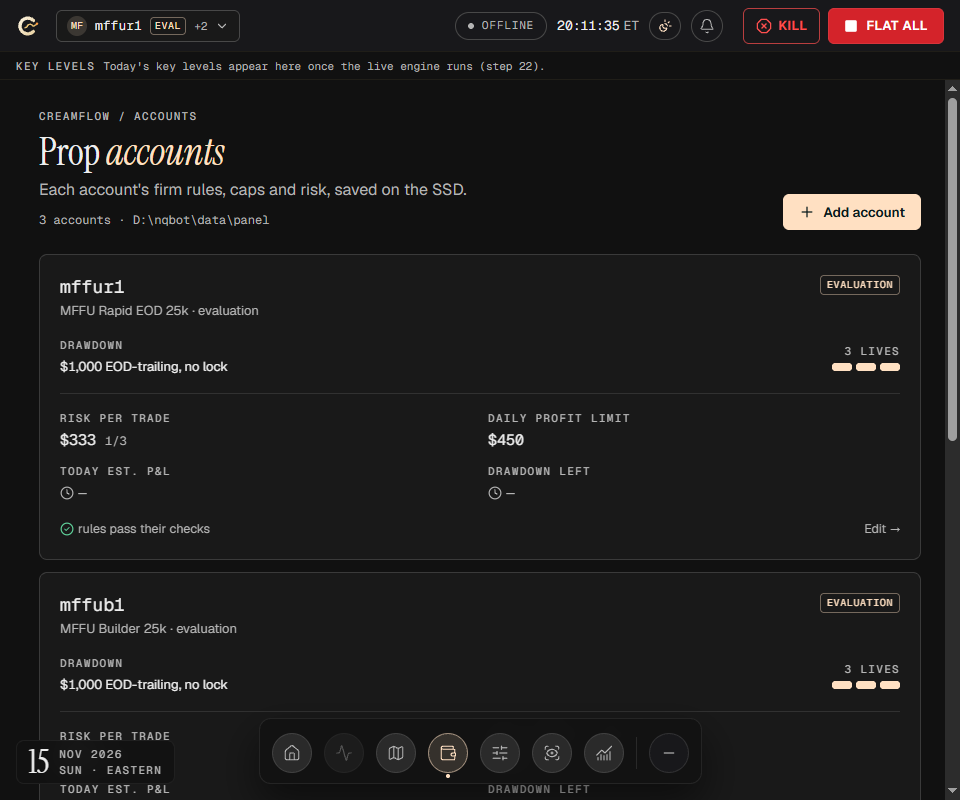 MF mffur1 EVAL +2
OFFLINE
20:11:35 ET
KILL
FLAT ALL
KEY LEVELS Today's key levels appear here once the live engine runs (step 22).
CREAMFLOW / ACCOUNTS
Prop accounts
Each account's firm rules, caps and risk, saved on the SSD.
3 accounts · D:\nqbot\data\panel
+ Add account
mffur1
EVALUATION
MFFU Rapid EOD 25k · evaluation
DRAWDOWN
$1,000 EOD-trailing, no lock
3 LIVES
RISK PER TRADE
$333 1/3
DAILY PROFIT LIMIT
$450
TODAY EST. P&L
–
DRAWDOWN LEFT
–
rules pass their checks
Edit →
mffub1
EVALUATION
MFFU Builder 25k · evaluation
DRAWDOWN
$1,000 EOD-trailing, no lock
3 LIVES
RISK PER TRADE
15
NOV 2026
SUN · EASTERN
TODAY EST. P&L
DRAWDOWN LEFT